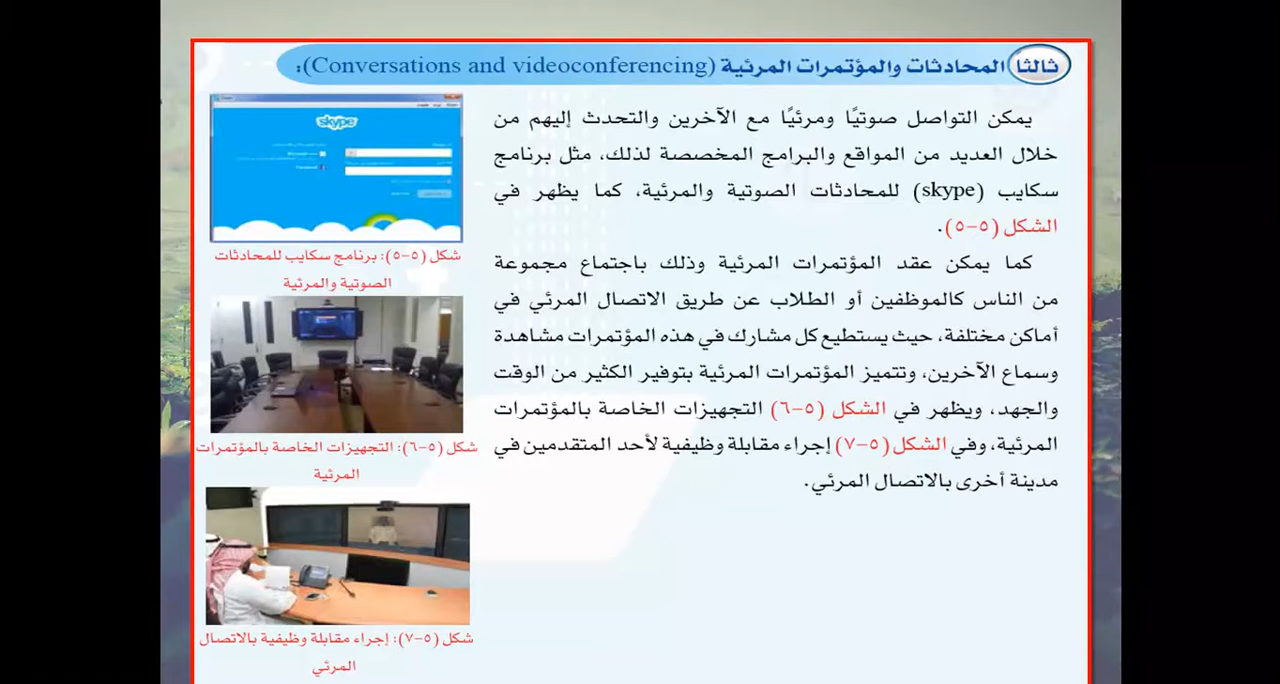 ثالثا المحادثات والمؤتمرات المرئية (Conversations and videoconferencing):
يمكن التواصل صوتيًا ومرئيًا مع الآخرين والتحدث إليهم من
خلال العديد من المواقع والبرامج المخصصة لذلك، مثل برنامج
سكايب (skype) للمحادثات الصوتية والمرئية، كما يظهر في
الشكل (٥-٥).
كما يمكن عقد المؤتمرات المرئية وذلك باجتماع مجموعة
من الناس كالموظفين أو الطلاب عن طريق الاتصال المرئي في
أماكن مختلفة، حيث يستطيع كل مشارك في هذه المؤتمرات مشاهدة
وسماع الآخرين، وتتميز المؤتمرات المرئية بتوفير الكثير من الوقت
والجهد، ويظهر في الشكل (٥-٦) التجهيزات الخاصة بالمؤتمرات
المرئية، وفي الشكل (٥-٧) إجراء مقابلة وظيفية لأحد المتقدمين في
مدينة أخرى بالاتصال المرئي.
skype
شكل (٥-٥): برنامج سكايب للمحادثات
الصوتية والمرئية
شكل (٥-٦): التجهيزات الخاصة بالمؤتمرات
المرئية
شكل (٥-٧): إجراء مقابلة وظيفية بالاتصال
المرئي